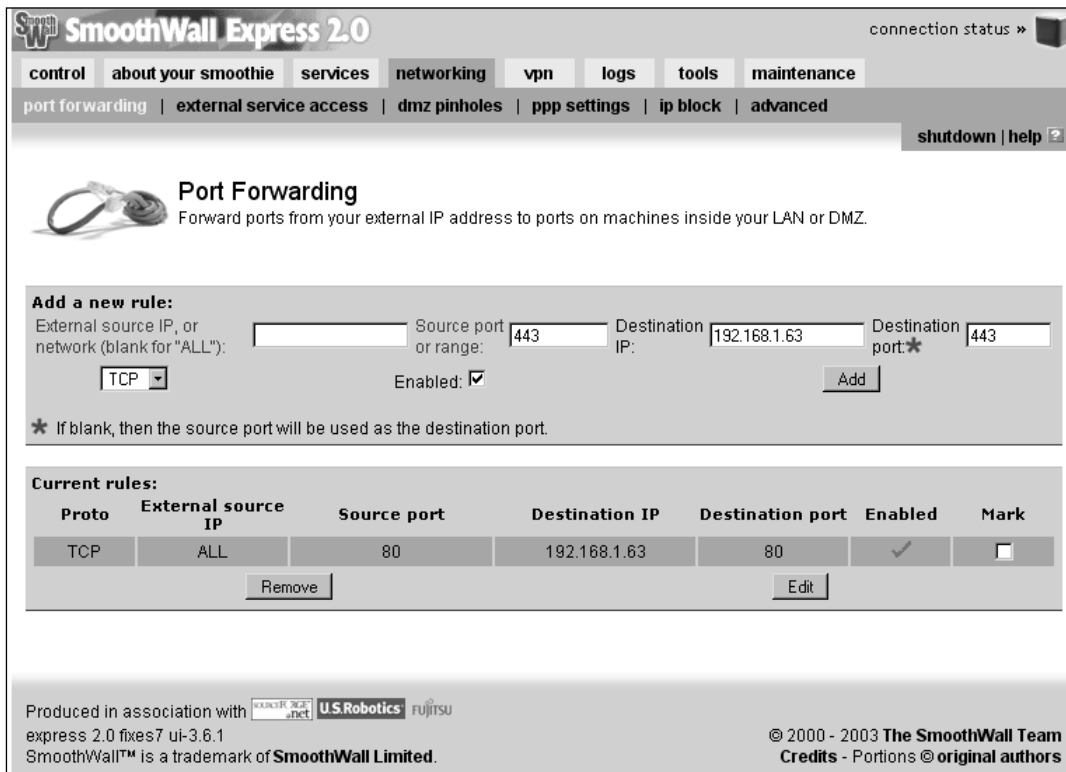 Smooth Wall SmoothWall Express 2.0
connection status »
control about your smoothie services networking vpn logs tools maintenance
port forwarding | external service access | dmz pinholes | ppp settings | ip block | advanced
shutdown | help ?
Port Forwarding
Forward ports from your external IP address to ports on machines inside your LAN or DMZ.
Add a new rule:
External source IP, or network (blank for "ALL"):
Source port or range: 443
Destination IP: 192.168.1.63
Destination port:* 443
TCP
Enabled:
Add
* If blank, then the source port will be used as the destination port.
Current rules:
Proto External source IP Source port Destination IP Destination port Enabled Mark
TCP ALL 80 192.168.1.63 80
Remove Edit
Produced in association with SOURCEFORGE .net U.S.Robotics FUJITSU
express 2.0 fixes7 ui-3.6.1
SmoothWall™ is a trademark of SmoothWall Limited.
© 2000 - 2003 The SmoothWall Team
Credits - Portions © original authors